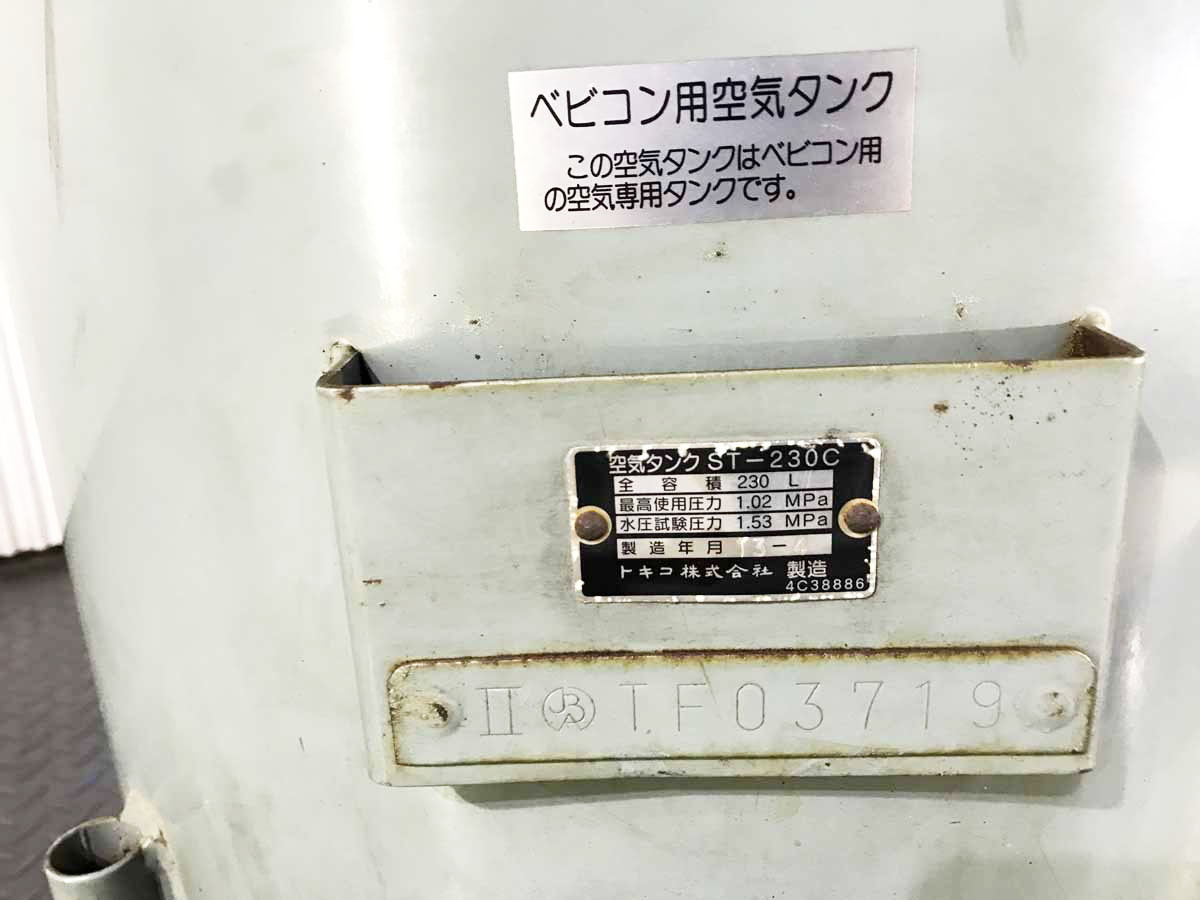 ベビコン用空気タンク
この空気タンクはベビコン用
の空気専用タンクです。
空気タンク ST-230C
全容積 230 L
最高使用圧力 1.02 MPa
水圧試験圧力 1.53 MPa
製造年月 13-4
トキコ株式会社 製造
4C38886
II JBA T.F03719